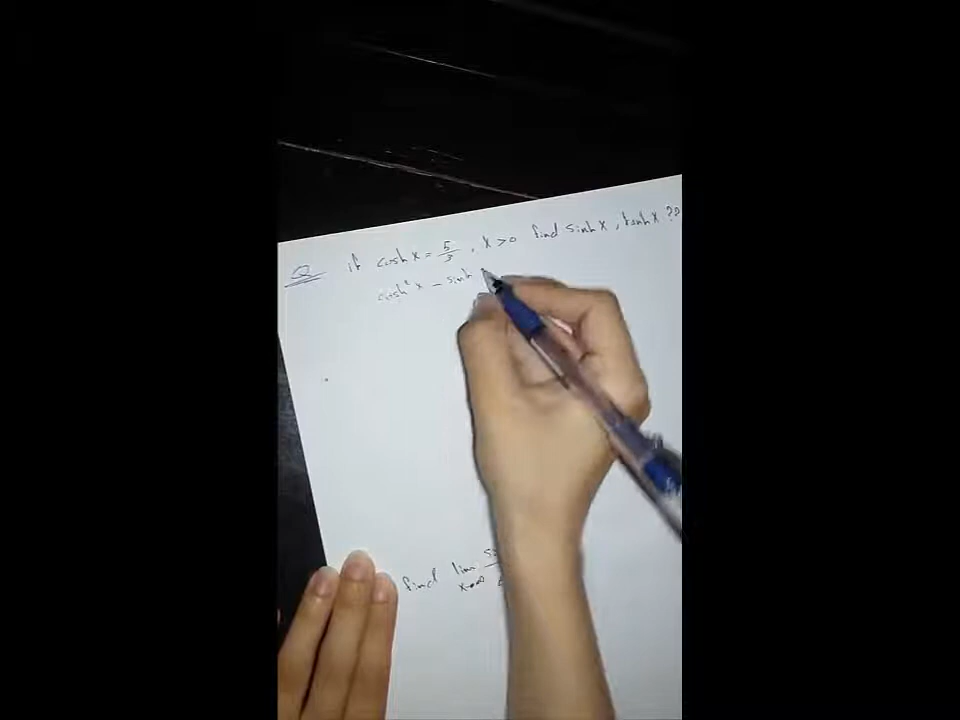 Q if cosh x = 5/3 , x > 0 find sinh x , tanh x ??
cosh² x - sinh
find lim x→∞